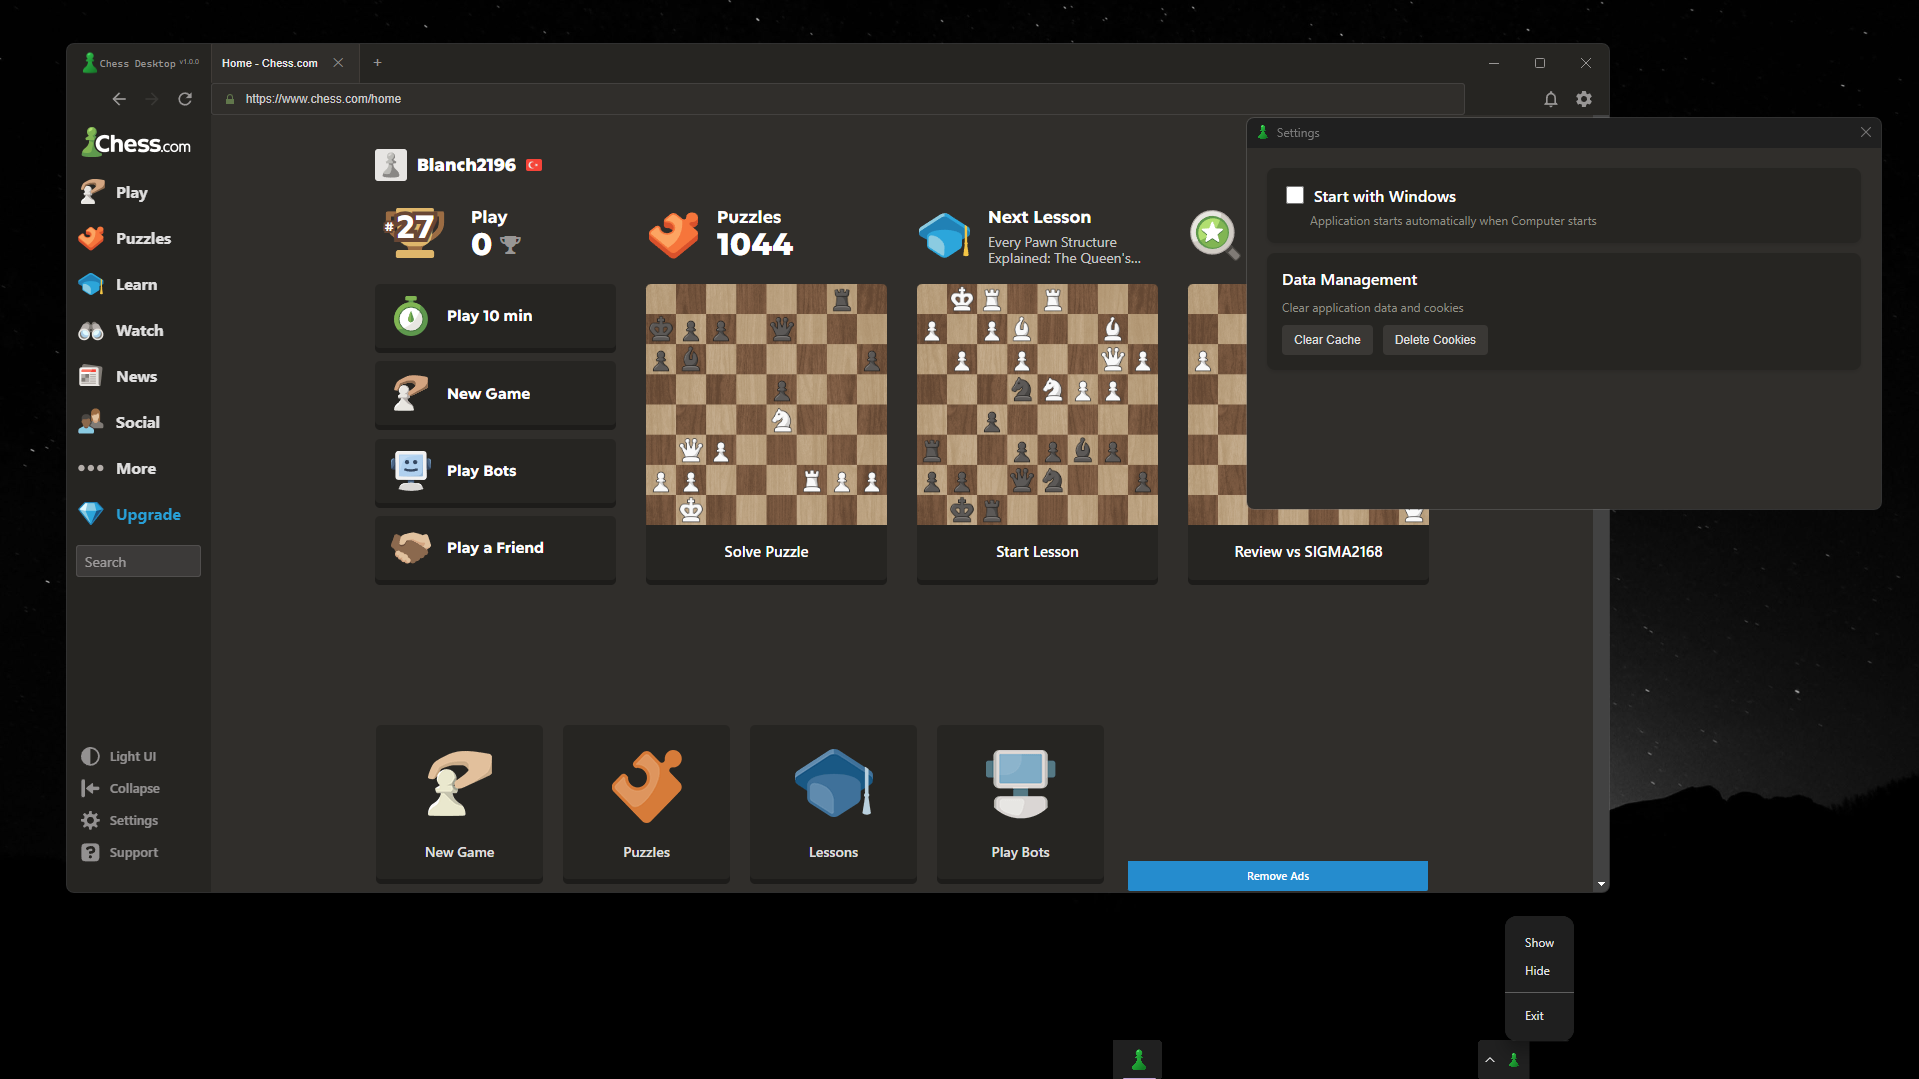 Chess Desktop v1.0.0
Home - Chess.com
https://www.chess.com/home
Chess.com
Play
Puzzles
Learn
Watch
News
Social
More
Upgrade
Search
Light UI
Collapse
Settings
Support
Blanch2196
#27
Play
0
Puzzles
1044
Next Lesson
Every Pawn Structure
Explained: The Queen's...
Play 10 min
New Game
Play Bots
Play a Friend
Solve Puzzle
Start Lesson
Review vs SIGMA2168
New Game
Puzzles
Lessons
Play Bots
Remove Ads
Settings
Start with Windows
Application starts automatically when Computer starts
Data Management
Clear application data and cookies
Clear Cache
Delete Cookies
Show
Hide
Exit